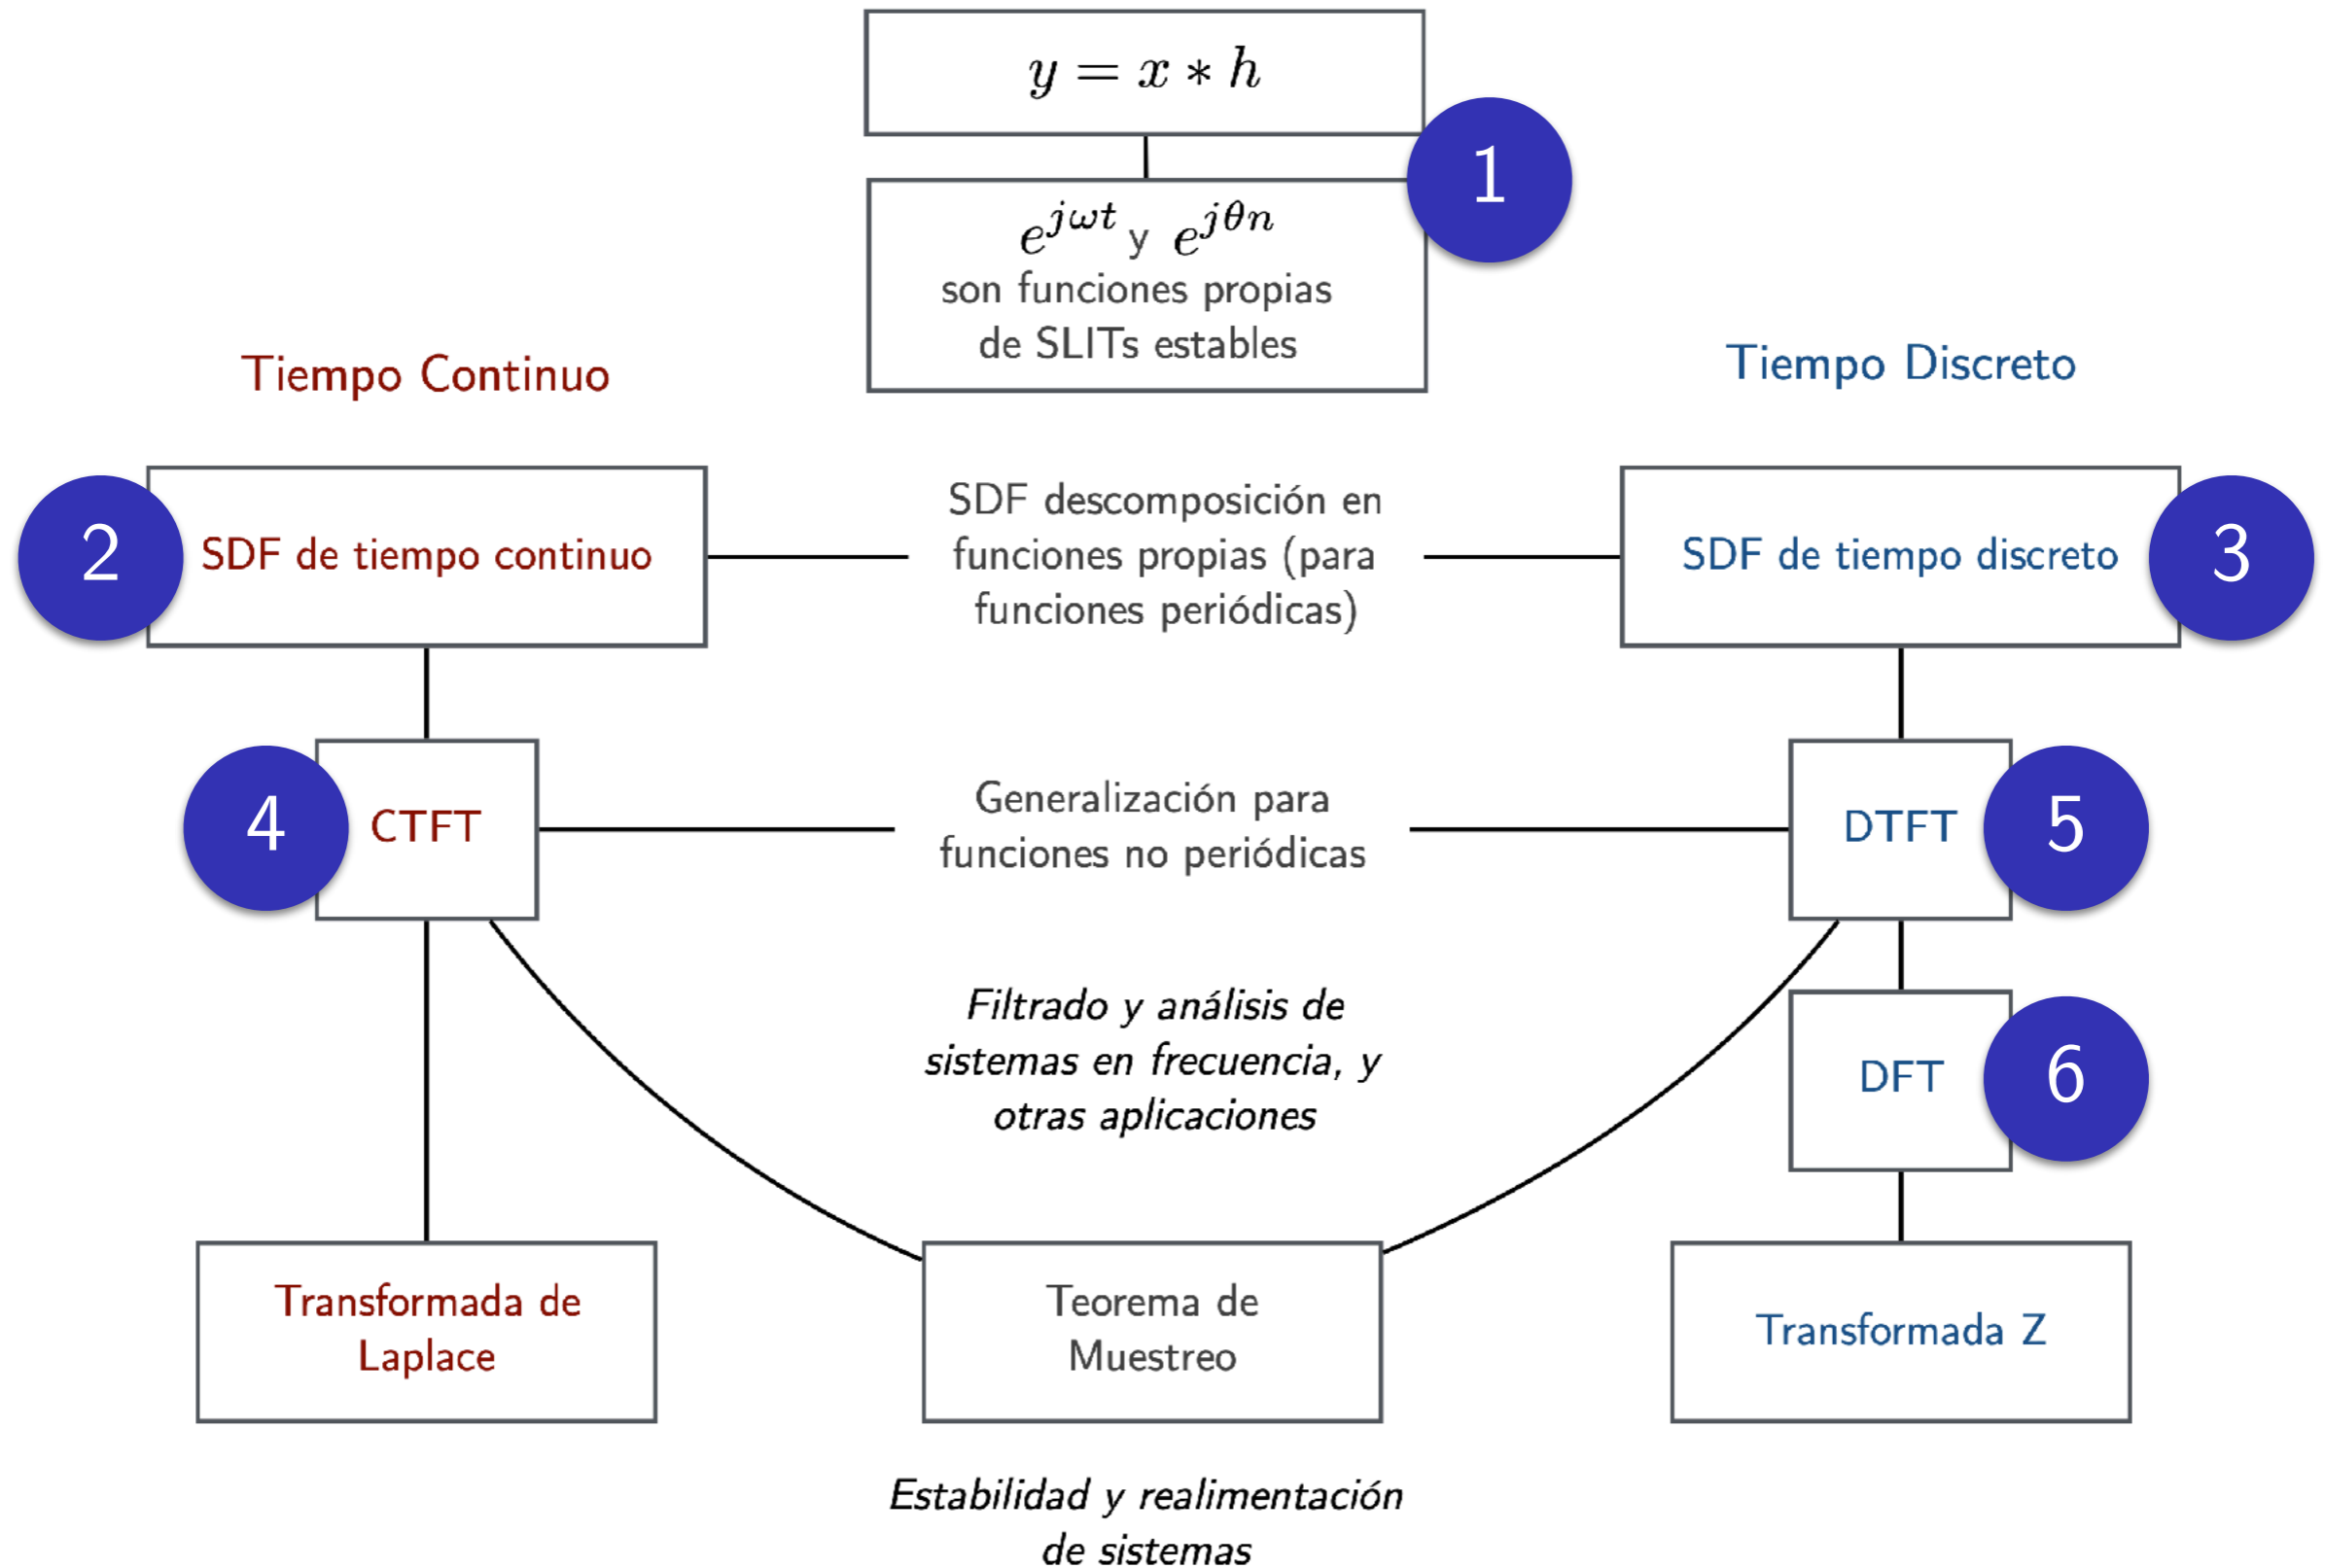 y = x ∗ h
1
e^{jωt} y e^{jθn}
son funciones propias
de SLITs estables
Tiempo Continuo
Tiempo Discreto
2
SDF de tiempo continuo
SDF descomposición en
funciones propias (para
funciones periódicas)
SDF de tiempo discreto
3
4
CTFT
Generalización para
funciones no periódicas
DTFT
5
Filtrado y análisis de
sistemas en frecuencia, y
otras aplicaciones
DFT
6
Transformada de
Laplace
Teorema de
Muestreo
Transformada Z
Estabilidad y realimentación
de sistemas